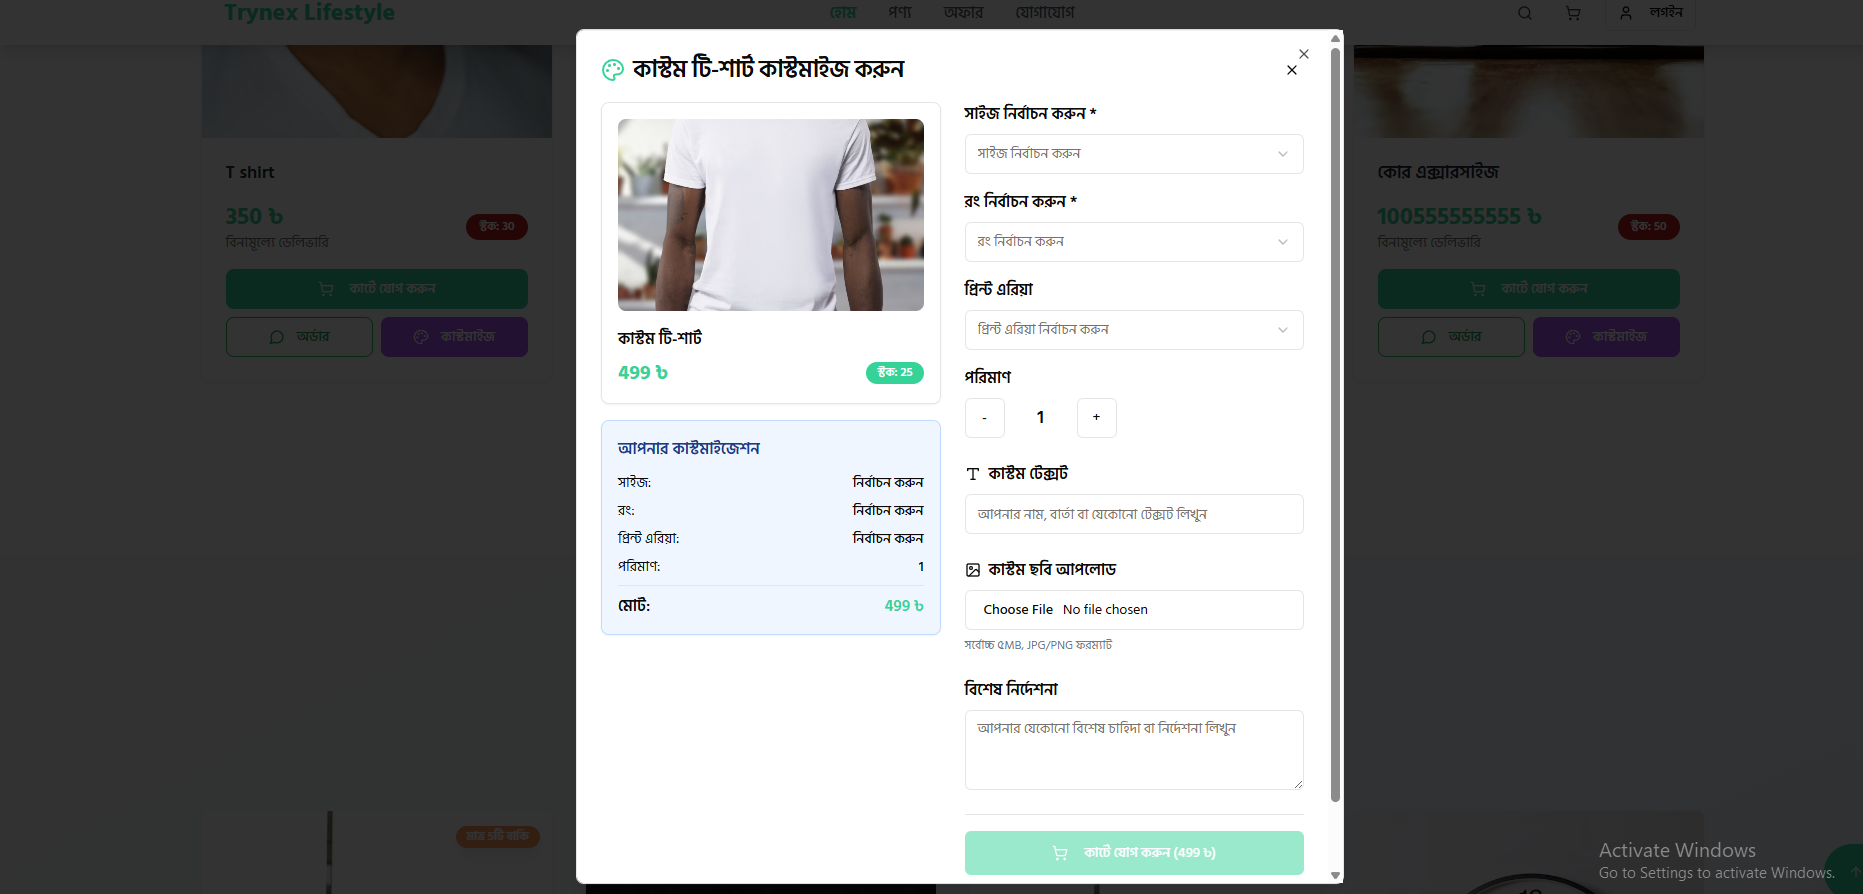 Trynex Lifestyle
হোম
পণ্য
অফার
যোগাযোগ
লগইন
T shirt
350 ৳
বিনামূল্যে ডেলিভারি
স্টক: 30
কার্টে যোগ করুন
অর্ডার
কাস্টমাইজ
কাস্টম টি-শার্ট কাস্টমাইজ করুন
কাস্টম টি-শার্ট
499 ৳
স্টক: 25
আপনার কাস্টমাইজেশন
সাইজ: নির্বাচন করুন
রং: নির্বাচন করুন
প্রিন্ট এরিয়া: নির্বাচন করুন
পরিমাণ: 1
মোট: 499 ৳
সাইজ নির্বাচন করুন *
সাইজ নির্বাচন করুন
রং নির্বাচন করুন *
রং নির্বাচন করুন
প্রিন্ট এরিয়া
প্রিন্ট এরিয়া নির্বাচন করুন
পরিমাণ
- 1 +
কাস্টম টেক্সট
আপনার নাম, বার্তা বা যেকোনো টেক্সট লিখুন
কাস্টম ছবি আপলোড
Choose File No file chosen
সর্বোচ্চ ৫MB, JPG/PNG ফরম্যাট
বিশেষ নির্দেশনা
আপনার যেকোনো বিশেষ চাহিদা বা নির্দেশনা লিখুন
কার্টে যোগ করুন (499 ৳)
কোর এক্সারসাইজ
100555555555 ৳
বিনামূল্যে ডেলিভারি
স্টক: 50
কার্টে যোগ করুন
অর্ডার
কাস্টমাইজ
মাত্র 5টি বাকি
Activate Windows
Go to Settings to activate Windows.